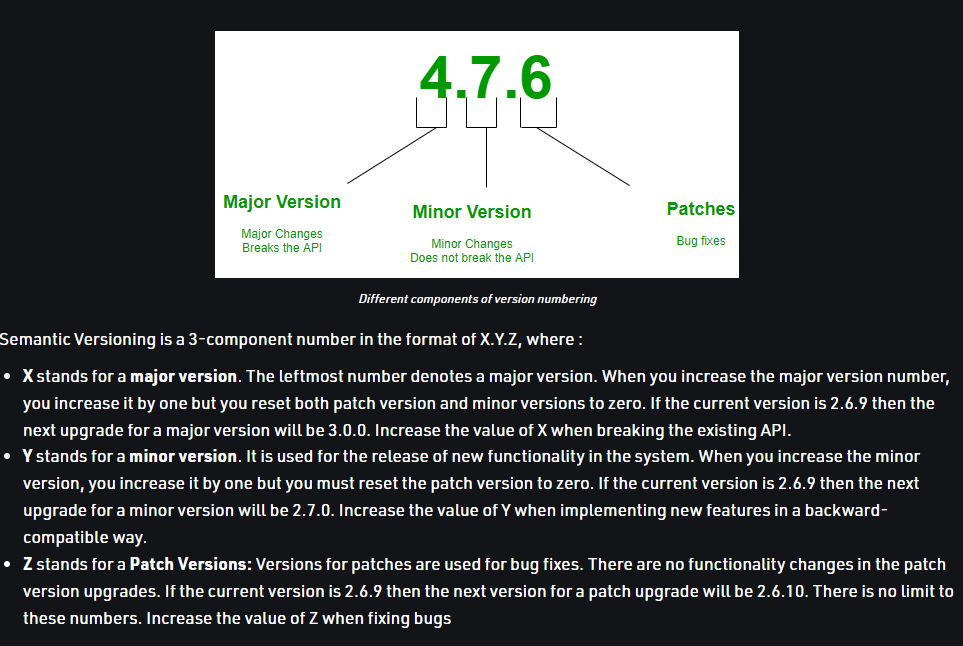 4.7.6
Major Version
Minor Version
Patches
Major Changes
Breaks the API
Minor Changes
Does not break the API
Bug fixes
Different components of version numbering
Semantic Versioning is a 3-component number in the format of X.Y.Z, where :
• X stands for a major version. The leftmost number denotes a major version. When you increase the major version number,
you increase it by one but you reset both patch version and minor versions to zero. If the current version is 2.6.9 then the
next upgrade for a major version will be 3.0.0. Increase the value of X when breaking the existing API.
• Y stands for a minor version. It is used for the release of new functionality in the system. When you increase the minor
version, you increase it by one but you must reset the patch version to zero. If the current version is 2.6.9 then the next
upgrade for a minor version will be 2.7.0. Increase the value of Y when implementing new features in a backward-
compatible way.
• Z stands for a Patch Versions: Versions for patches are used for bug fixes. There are no functionality changes in the patch
version upgrades. If the current version is 2.6.9 then the next version for a patch upgrade will be 2.6.10. There is no limit to
these numbers. Increase the value of Z when fixing bugs